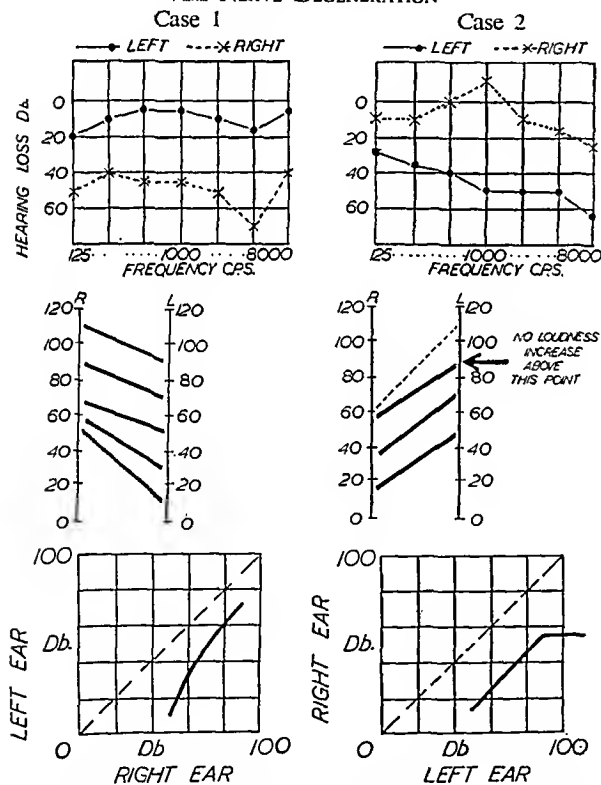 Case 1
Case 2
LEFT RIGHT
LEFT RIGHT
HEARING LOSS Db.
0
20
40
60
125 1000 8000
FREQUENCY C.P.S.
0
20
40
60
125 1000 8000
FREQUENCY C.P.S.
R L
120 120
100 100
80 80
60 60
40 40
20 20
0 0
R L
120 120
100 100
80 80
60 60
40 40
20 20
0 0
NO LOUDNESS
INCREASE
ABOVE
THIS POINT
100
LEFT EAR
Db.
0 Db 100
RIGHT EAR
100
RIGHT EAR
Db.
0 Db 100
LEFT EAR